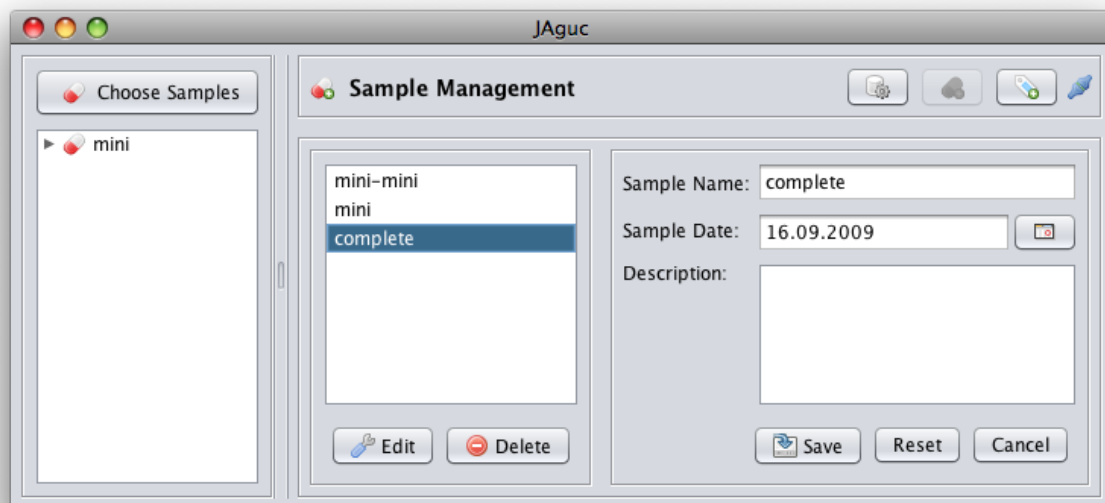 JAguc
Choose Samples
mini
Sample Management
mini-mini
mini
complete
Edit
Delete
Sample Name:
complete
Sample Date:
16.09.2009
Description:
Save
Reset
Cancel